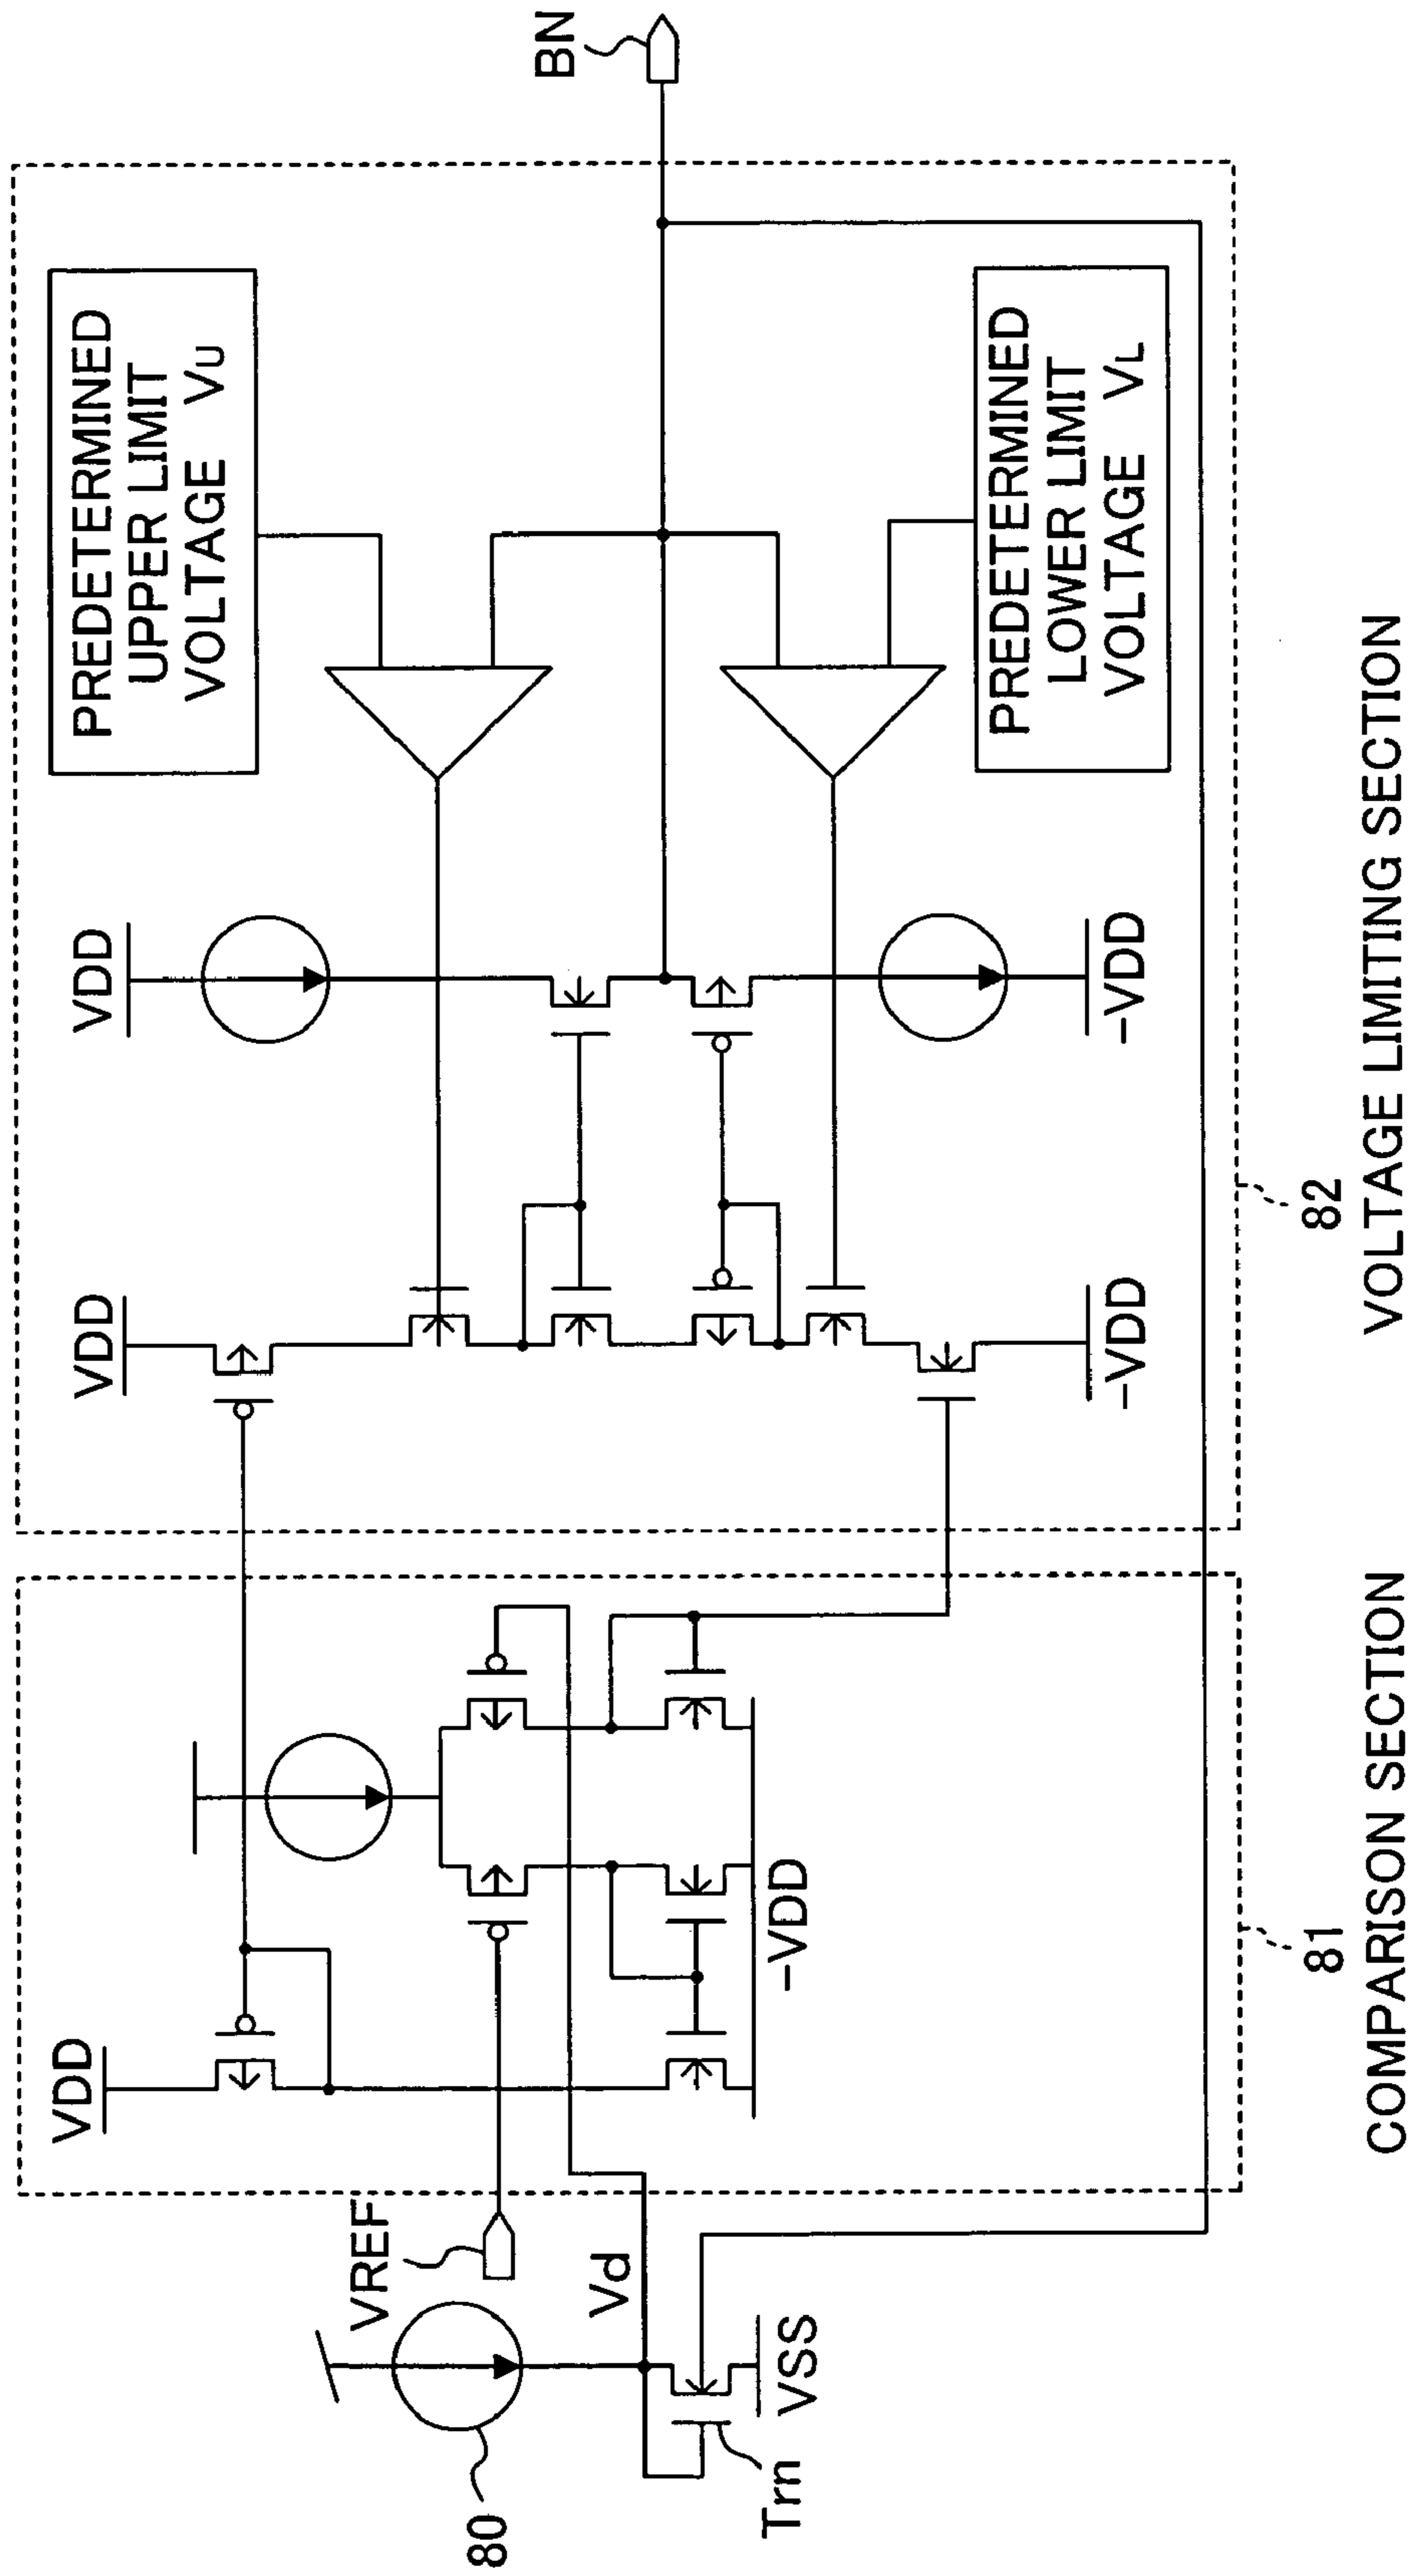 BN
PREDETERMINED
UPPER LIMIT
VOLTAGE VU
PREDETERMINED
LOWER LIMIT
VOLTAGE VL
VDD
-VDD
VDD
-VDD
82
VOLTAGE LIMITING SECTION
VDD
-VDD
81
COMPARISON SECTION
VREF
Vd
VSS
Trn
80